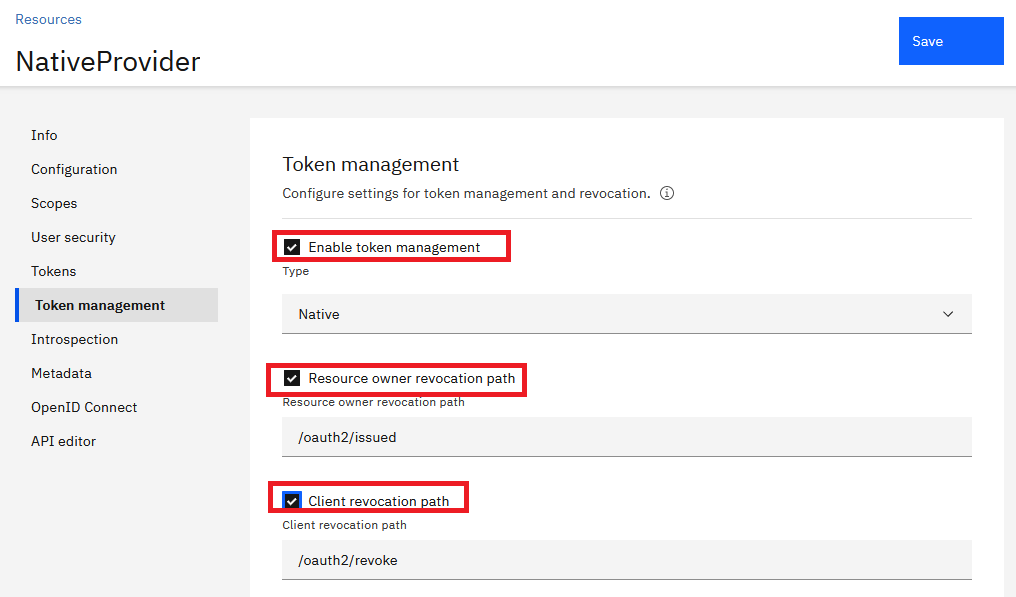 Resources
NativeProvider
Save
Info
Configuration
Scopes
User security
Tokens
Token management
Introspection
Metadata
OpenID Connect
API editor
Token management
Configure settings for token management and revocation.
Enable token management
Type
Native
Resource owner revocation path
Resource owner revocation path
/oauth2/issued
Client revocation path
Client revocation path
/oauth2/revoke